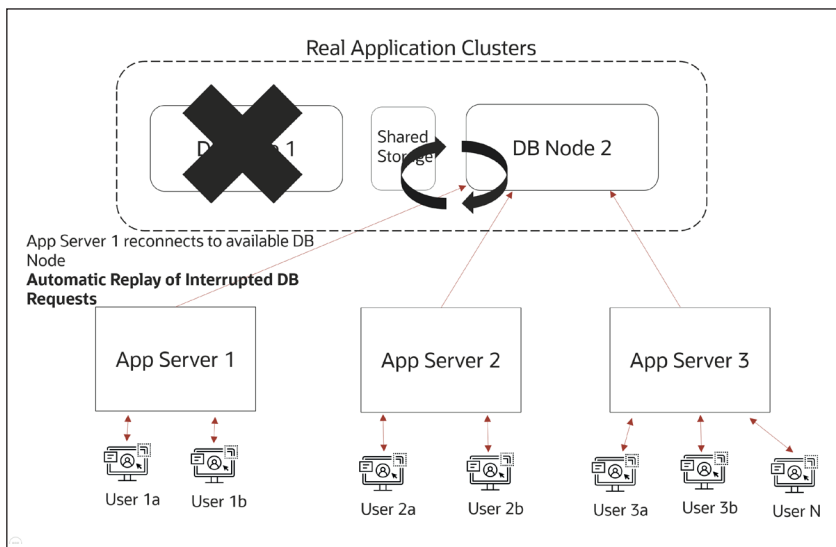 Real Application Clusters
Shared
Storage
DB Node 2
App Server 1 reconnects to available DB
Node
Automatic Replay of Interrupted DB
Requests
App Server 1
App Server 2
App Server 3
User 1a
User 1b
User 2a
User 2b
User 3a
User 3b
User N